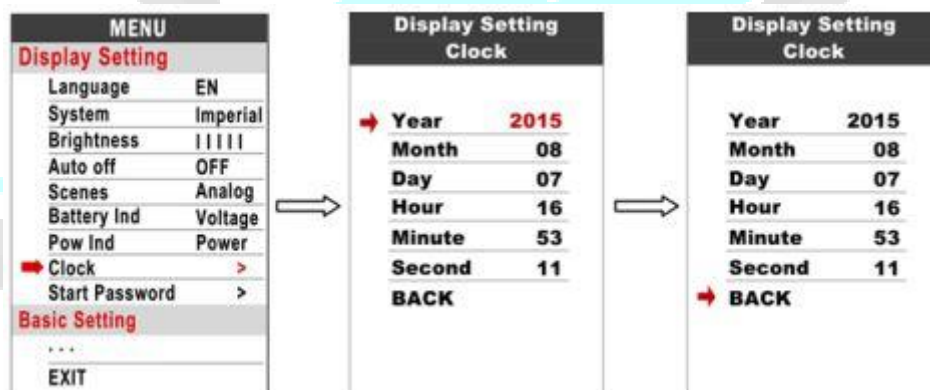 MENU
Display Setting
Language EN
System Imperial
Brightness IIIII
Auto off OFF
Scenes Analog
Battery Ind Voltage
Pow Ind Power
Clock >
Start Password >
Basic Setting
...
EXIT
Display Setting
Clock
Year 2015
Month 08
Day 07
Hour 16
Minute 53
Second 11
BACK
Display Setting
Clock
Year 2015
Month 08
Day 07
Hour 16
Minute 53
Second 11
BACK